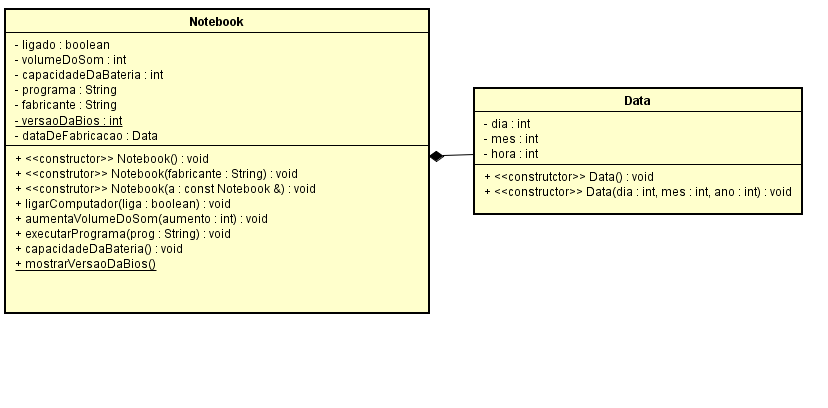 Notebook
- ligado : boolean
- volumeDoSom : int
- capacidadeDaBateria : int
- programa : String
- fabricante : String
- versaoDaBios : int
- dataDeFabricacao : Data
+ <<constructor>> Notebook() : void
+ <<construtor>> Notebook(fabricante : String) : void
+ <<construtor>> Notebook(a : const Notebook &) : void
+ ligarComputador(liga : boolean) : void
+ aumentaVolumeDoSom(aumento : int) : void
+ executarPrograma(prog : String) : void
+ capacidadeDaBateria() : void
+ mostrarVersaoDaBios()
Data
- dia : int
- mes : int
- hora : int
+ <<construtctor>> Data() : void
+ <<constructor>> Data(dia : int, mes : int, ano : int) : void